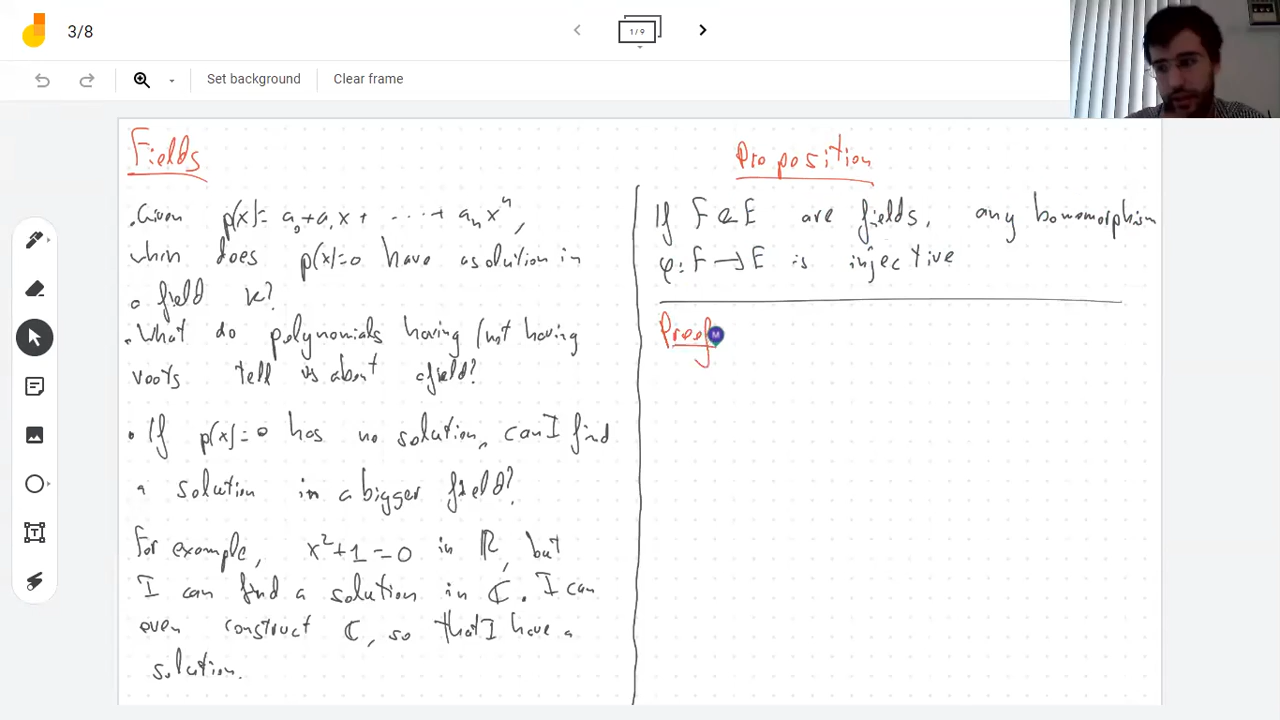 3/8
1/9
Set background
Clear frame
Fields
. Given p(x)= a₀+a₁x + ....+ aₙxⁿ,
when does p(x)=0 have a solution in
a field k?
. What do polynomials having (not having
roots tell us about a field?
. If p(x)=0 has no solution, can I find
a solution in a bigger field?
For example, x²+1=0 in ℝ, but
I can find a solution in ℂ. I can
even construct ℂ, so that I have a
solution.
Proposition
If F & E are fields, any homomorphism
φ: F → E is injective
Proof
M